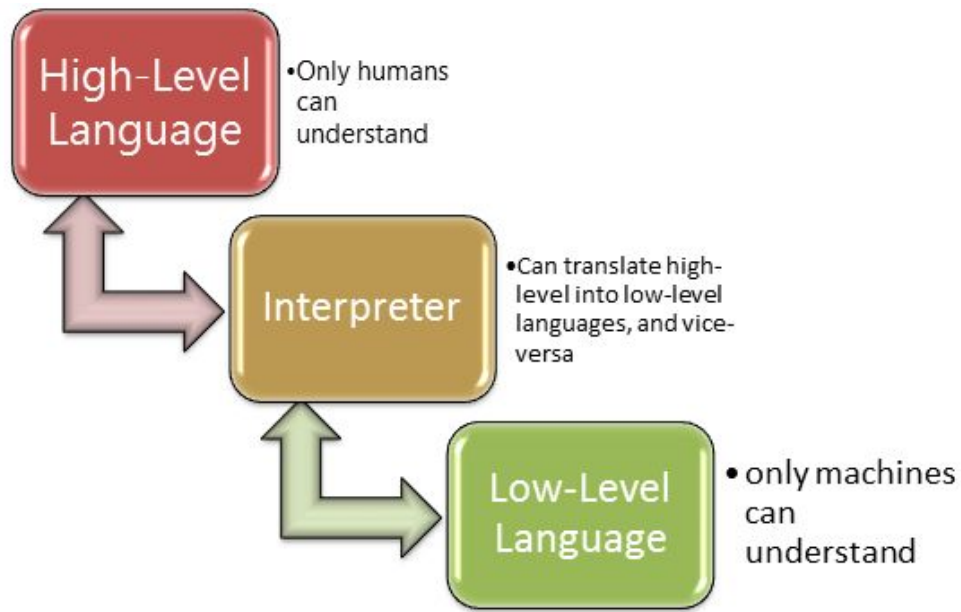 High-Level
Language
•Only humans
can
understand
Interpreter
•Can translate high-
level into low-level
languages, and vice-
versa
Low-Level
Language
• only machines
can
understand